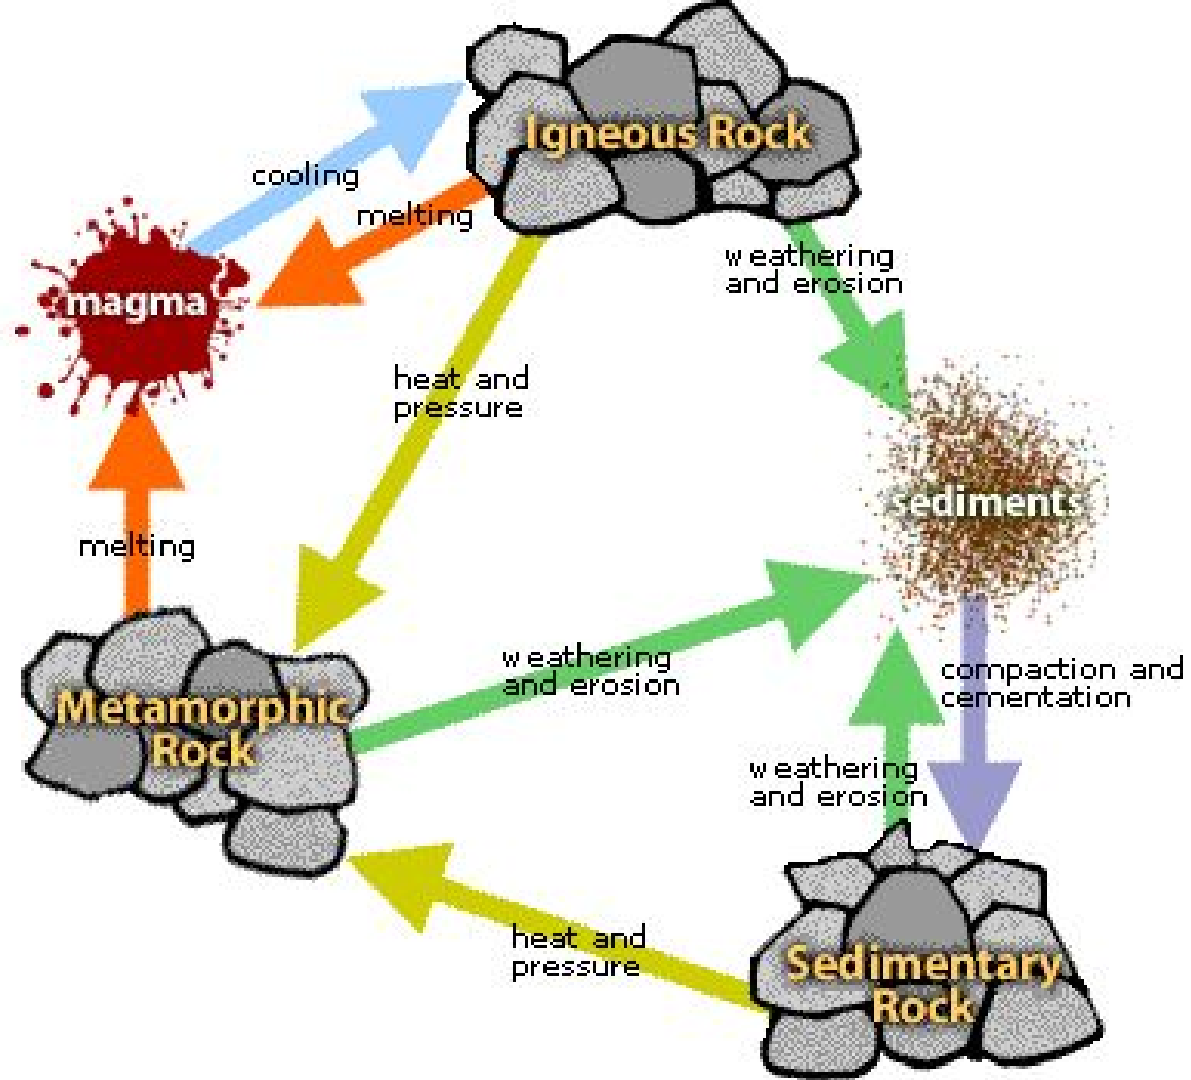 Igneous Rock
cooling
melting
weathering
and erosion
magma
heat and
pressure
sediments
melting
weathering
and erosion
compaction and
cementation
Metamorphic
Rock
weathering
and erosion
heat and
pressure
Sedimentary
Rock